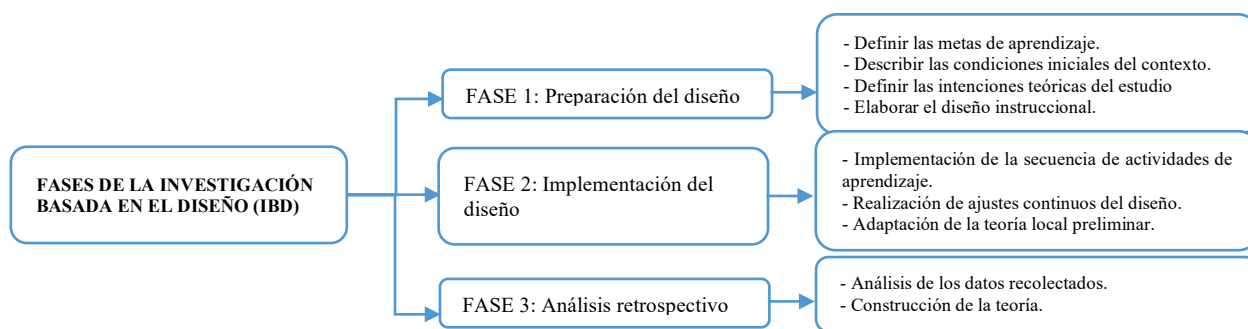 FASES DE LA INVESTIGACIÓN
BASADA EN EL DISEÑO (IBD)
FASE 1: Preparación del diseño
- Definir las metas de aprendizaje.
- Describir las condiciones iniciales del contexto.
- Definir las intenciones teóricas del estudio
- Elaborar el diseño instruccional.
FASE 2: Implementación del
diseño
- Implementación de la secuencia de actividades de
aprendizaje.
- Realización de ajustes continuos del diseño.
- Adaptación de la teoría local preliminar.
FASE 3: Análisis retrospectivo
- Análisis de los datos recolectados.
- Construcción de la teoría.